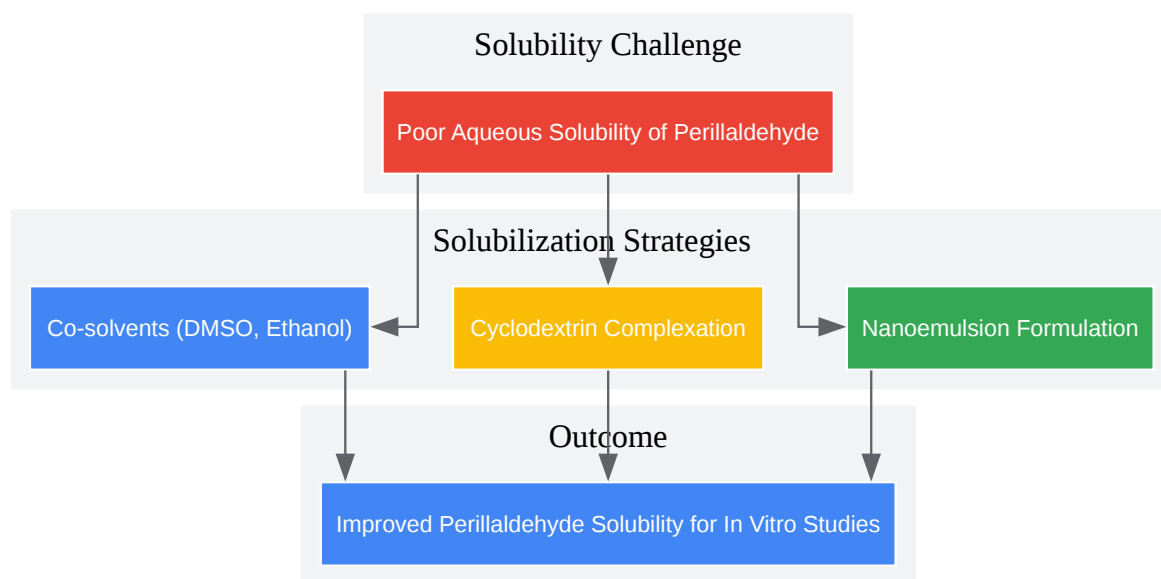 Solubility Challenge
Poor Aqueous Solubility of Perillaldehyde
Solubilization Strategies
Co-solvents (DMSO, Ethanol)
Cyclodextrin Complexation
Nanoemulsion Formulation
Outcome
Improved Perillaldehyde Solubility for In Vitro Studies